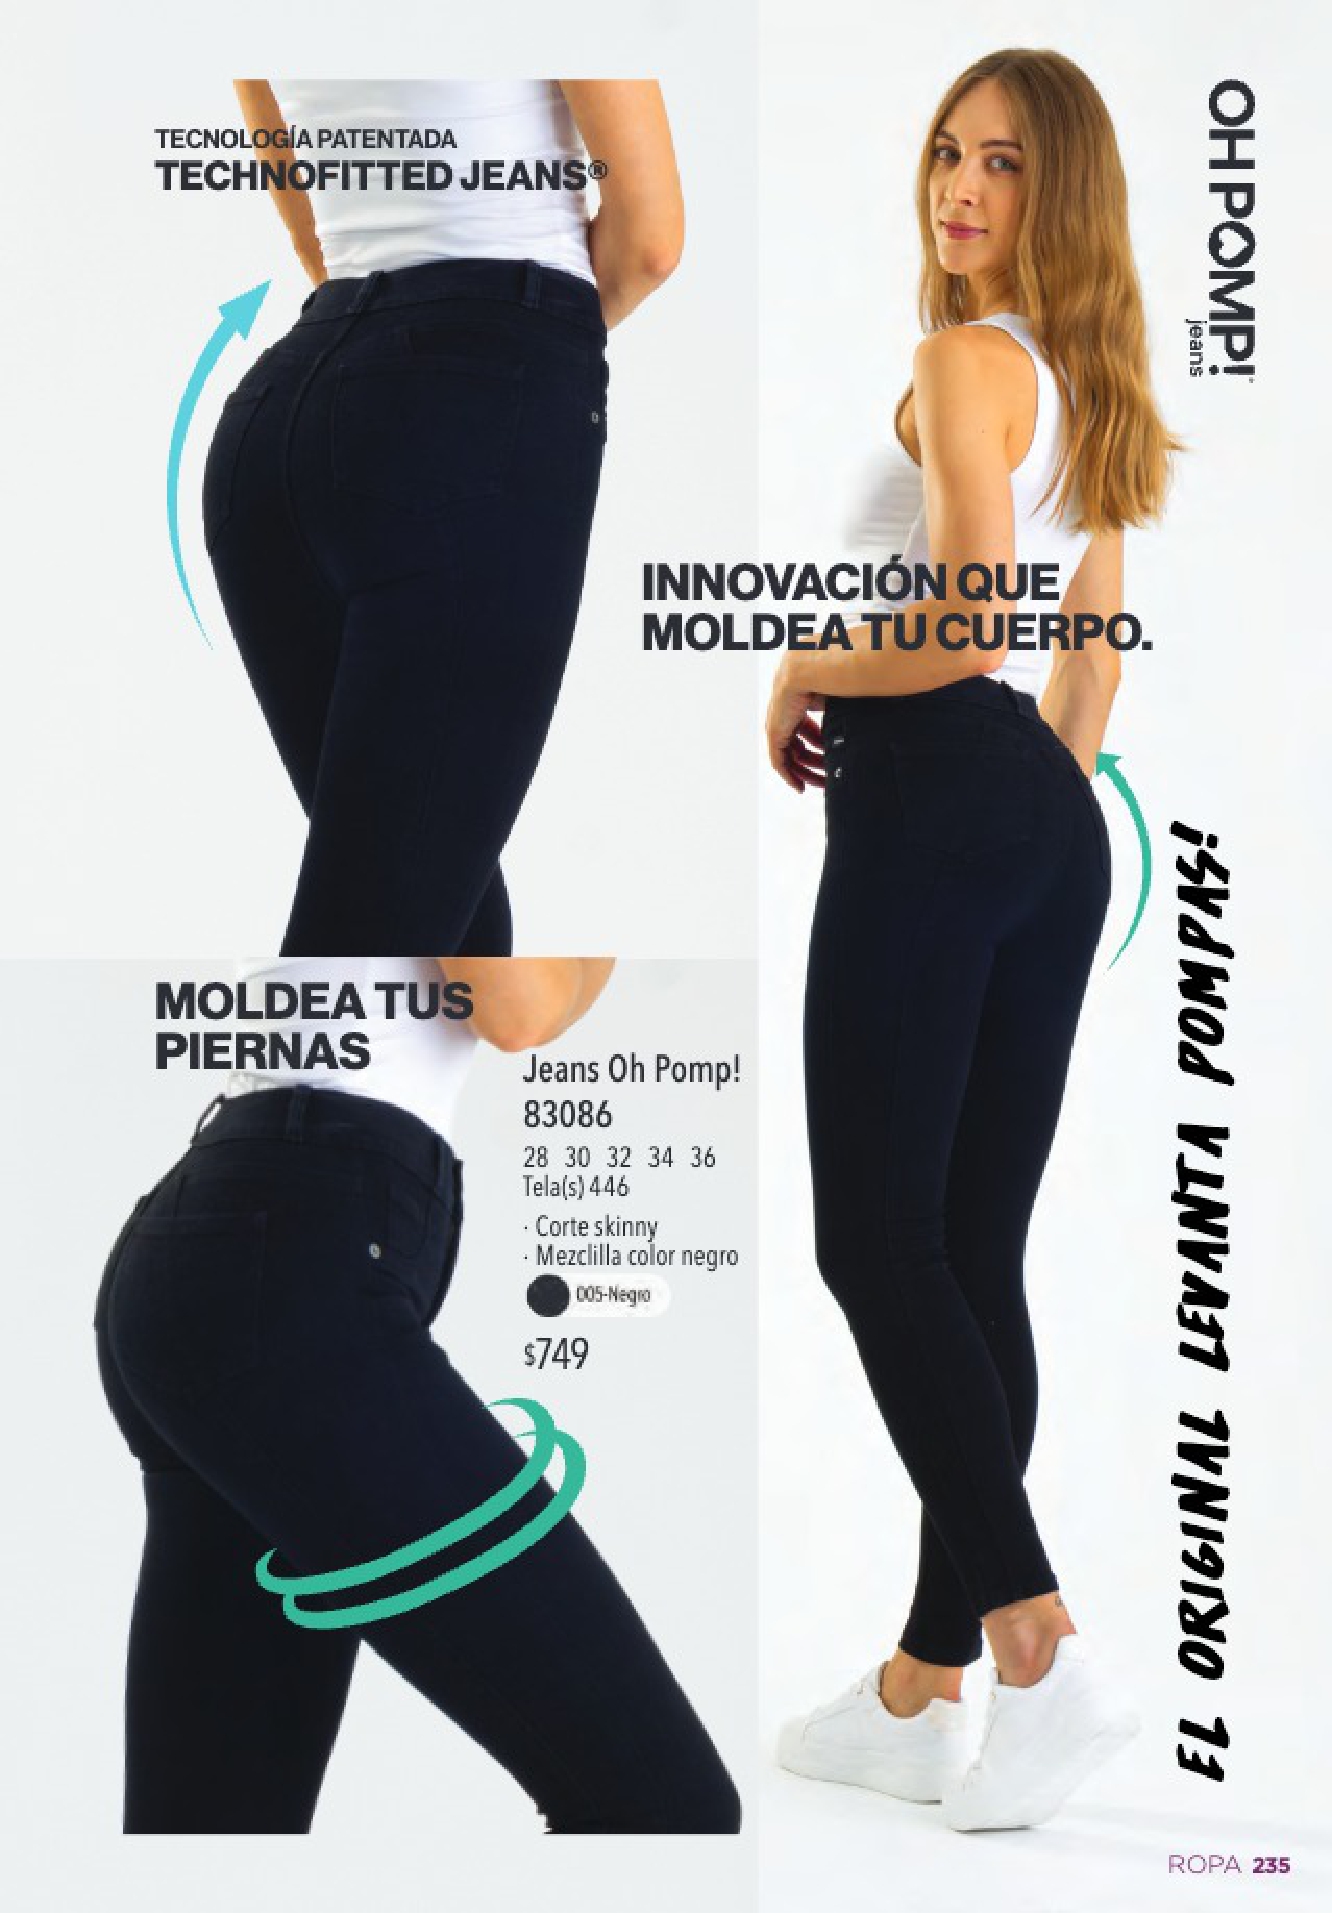 TECNOLOGÍA PATENTADA
TECHNOFITTED JEANS®
OH POMP!
jeans
INNOVACIÓN QUE
MOLDEA TU CUERPO.
EL ORIGINAL LEVANTA POMPAS!
MOLDEA TUS
PIERNAS
Jeans Oh Pomp!
83086
28 30 32 34 36
Tela(s) 446
· Corte skinny
· Mezclilla color negro
005-Negro
$749
ROPA 235